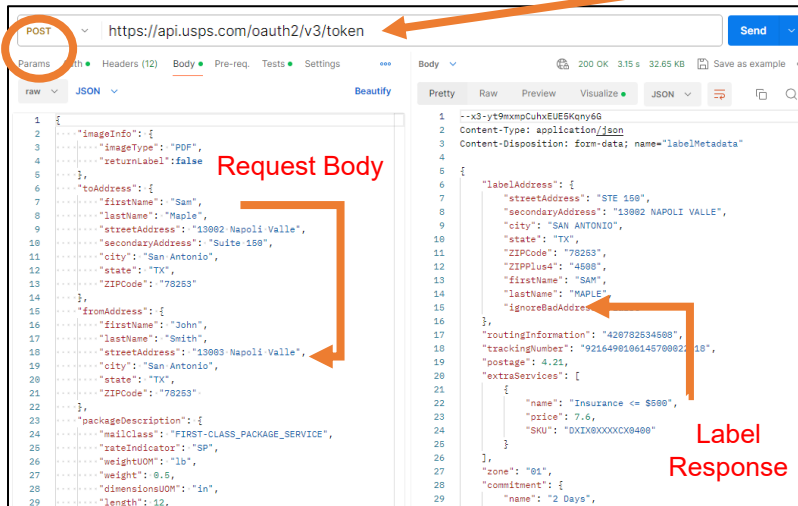 POST https://api.usps.com/oauth2/v3/token Send
Params Headers (12) Body Pre-req. Tests Settings
raw JSON Beautify
1 {
2 "imageInfo": {
3 "imageType": "PDF",
4 "returnLabel":false
5 },
6 "toAddress": {
7 "firstName": "Sam",
8 "lastName": "Maple",
9 "streetAddress": "13002 Napoli Valle",
10 "secondaryAddress": "Suite 150",
11 "city": "San Antonio",
12 "state": "TX",
13 "ZIPCode": "78253"
14 },
15 "fromAddress": {
16 "firstName": "John",
17 "lastName": "Smith",
18 "streetAddress": "13003 Napoli Valle",
19 "city": "San Antonio",
20 "state": "TX",
21 "ZIPCode": "78253"
22 },
23 "packageDescription": {
24 "mailClass": "FIRST-CLASS_PACKAGE_SERVICE",
25 "rateIndicator": "SP",
26 "weightUOM": "lb",
27 "weight": 0.5,
28 "dimensionsUOM": "in",
29 "length": 12,
Request Body
Body 200 OK 3.15 s 32.65 KB Save as example
Pretty Raw Preview Visualize JSON
1 --x3-yt9mxmpCuhxEUE5Kqny6G
2 Content-Type: application/json
3 Content-Disposition: form-data; name="labelMetadata"
4
5 {
6 "labelAddress": {
7 "streetAddress": "STE 150",
8 "secondaryAddress": "13002 NAPOLI VALLE",
9 "city": "SAN ANTONIO",
10 "state": "TX",
11 "ZIPCode": "78253",
12 "ZIPPlus4": "4508",
13 "firstName": "SAM",
14 "lastName": "MAPLE",
15
16 },
17 "routingInformation": "420782534508",
18 "trackingNumber":
19 "postage": 4.21,
20 "extraServices": [
21 {
22 "name": "Insurance <= $500",
23 "price": 7.6,
24 "SKU": "DXIX0XXXXCX0400"
25 }
26 ],
27 "zone": "01",
28 "commitment": {
29 "name": "2 Days",
Label
Response